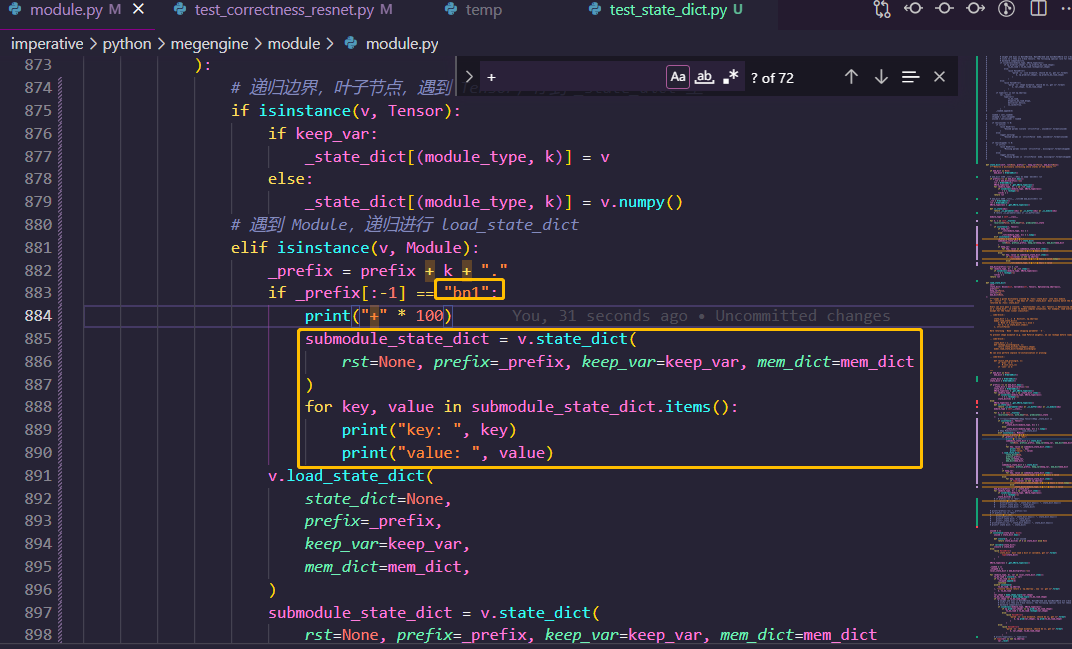 module.py M test_correctness_resnet.py M temp test_state_dict.py U
imperative > python > megengine > module > module.py
+ Aa ab .* ? of 72
873 ):
874 # 递归边界，叶子节点，遇到
875 if isinstance(v, Tensor):
876 if keep_var:
877 _state_dict[(module_type, k)] = v
878 else:
879 _state_dict[(module_type, k)] = v.numpy()
880 # 遇到 Module，递归进行 load_state_dict
881 elif isinstance(v, Module):
882 _prefix = prefix + k + "."
883 if _prefix[:-1] == "bn1":
884 print("+" * 100) You, 31 seconds ago • Uncommitted changes
885 submodule_state_dict = v.state_dict(
886 rst=None, prefix=_prefix, keep_var=keep_var, mem_dict=mem_dict
887 )
888 for key, value in submodule_state_dict.items():
889 print("key: ", key)
890 print("value: ", value)
891 v.load_state_dict(
892 state_dict=None,
893 prefix=_prefix,
894 keep_var=keep_var,
895 mem_dict=mem_dict,
896 )
897 submodule_state_dict = v.state_dict(
898 rst=None, prefix=_prefix, keep_var=keep_var, mem_dict=mem_dict